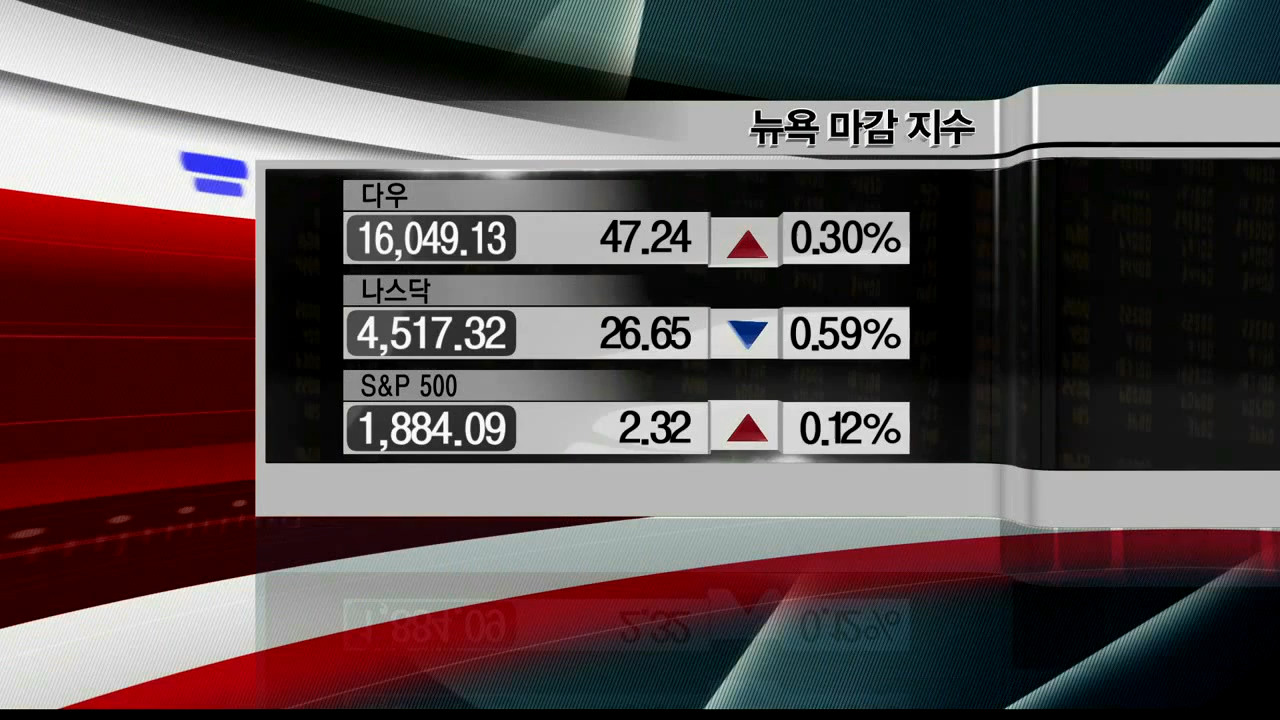 뉴욕 마감 지수
다우
16,049.13 47.24 ▲ 0.30%
나스닥
4,517.32 26.65 ▼ 0.59%
S&P 500
1,884.09 2.32 ▲ 0.12%